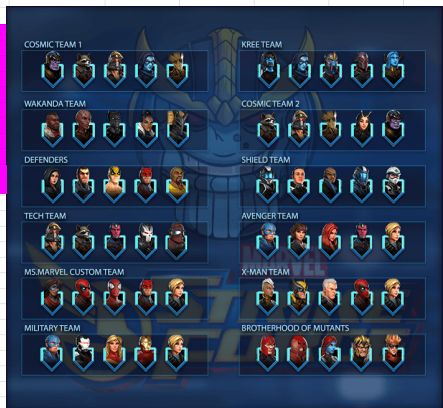 COSMIC TEAM 1
KREE TEAM
WAKANDA TEAM
COSMIC TEAM 2
DEFENDERS
SHIELD TEAM
TECH TEAM
AVENGER TEAM
MARVEL
MS.MARVEL CUSTOM TEAM
X-MAN TEAM
MILITARY TEAM
BROTHERHOOD OF MUTANTS